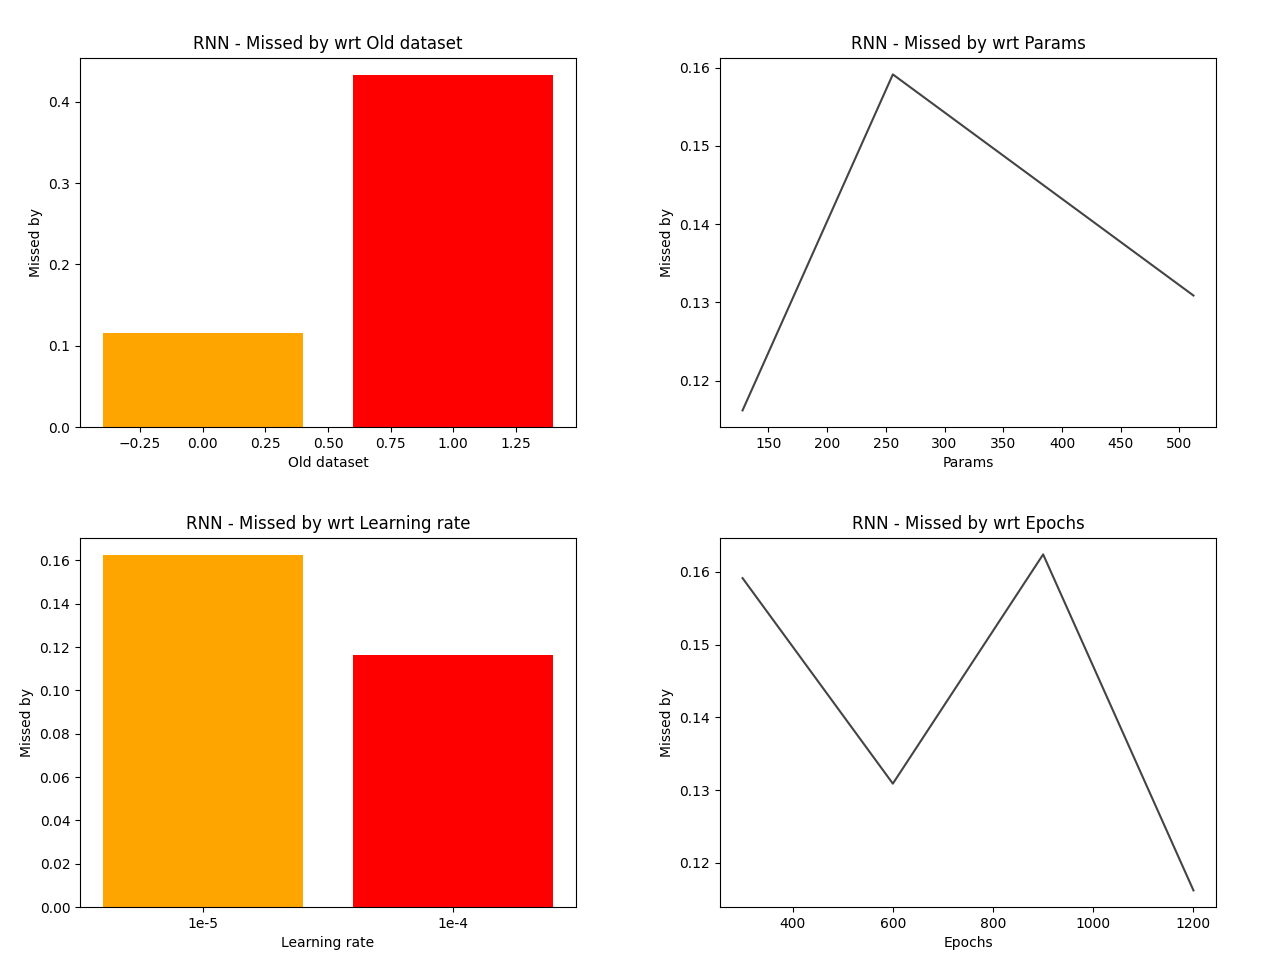 RNN - Missed by wrt Old dataset
Missed by
0.4
0.3
0.2
0.1
0.0
−0.25 0.00 0.25 0.50 0.75 1.00 1.25
Old dataset
RNN - Missed by wrt Params
Missed by
0.16
0.15
0.14
0.13
0.12
150 200 250 300 350 400 450 500
Params
RNN - Missed by wrt Learning rate
Missed by
0.16
0.14
0.12
0.10
0.08
0.06
0.04
0.02
0.00
1e-5 1e-4
Learning rate
RNN - Missed by wrt Epochs
Missed by
0.16
0.15
0.14
0.13
0.12
400 600 800 1000 1200
Epochs